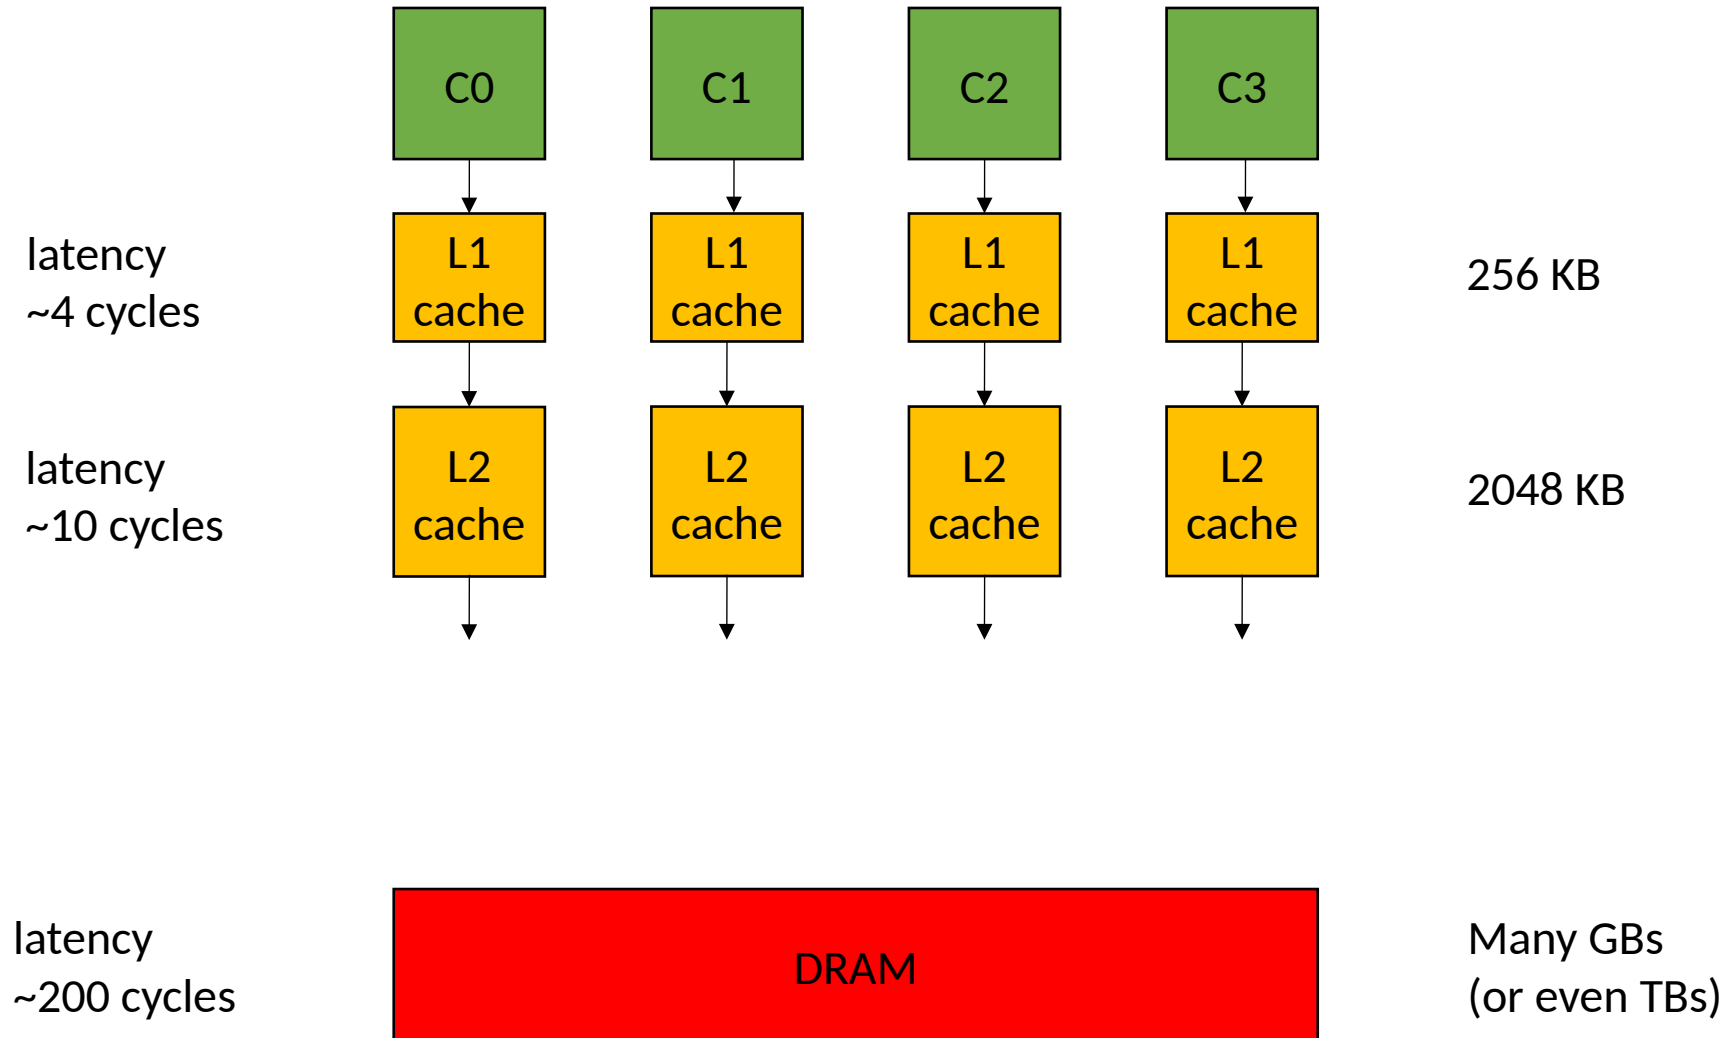 C0
C1
C2
C3
latency
~4 cycles
L1
cache
L1
cache
L1
cache
L1
cache
256 KB
latency
~10 cycles
L2
cache
L2
cache
L2
cache
L2
cache
2048 KB
latency
~200 cycles
DRAM
Many GBs
(or even TBs)